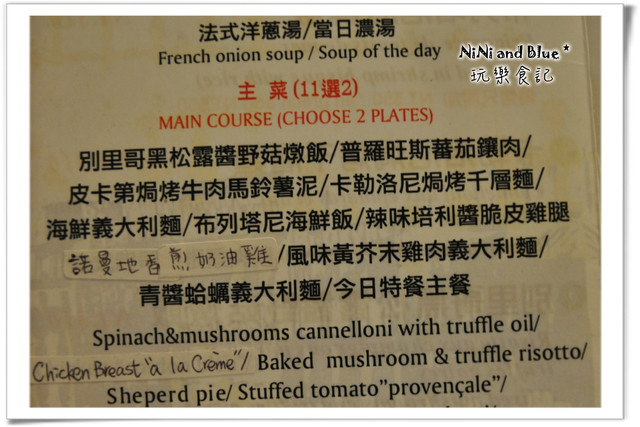 法式洋蔥湯/當日濃湯
French onion soup/ Soup of the day
NiNi and Blue*
玩樂食記
主 菜(11選2)
MAIN COURSE (CHOOSE 2 PLATES)
別里哥黑松露醬野菇燉飯/普羅旺斯蕃茄鑲肉/
皮卡第焗烤牛肉馬鈴薯泥/卡勒洛尼焗烤千層麵/
海鮮義大利麵/布列塔尼海鮮飯/辣味培利醬脆皮雞腿
諾曼地香煎奶油雞/風味黃芥末雞肉義大利麵/
青醬蛤蠣義大利麵/今日特餐主餐
Spinach&mushrooms cannelloni with truffle oil/
Chicken Breast "à la Crème"/ Baked mushroom & truffle risotto/
Sheperd pie/ Stuffed tomato"provençale"/